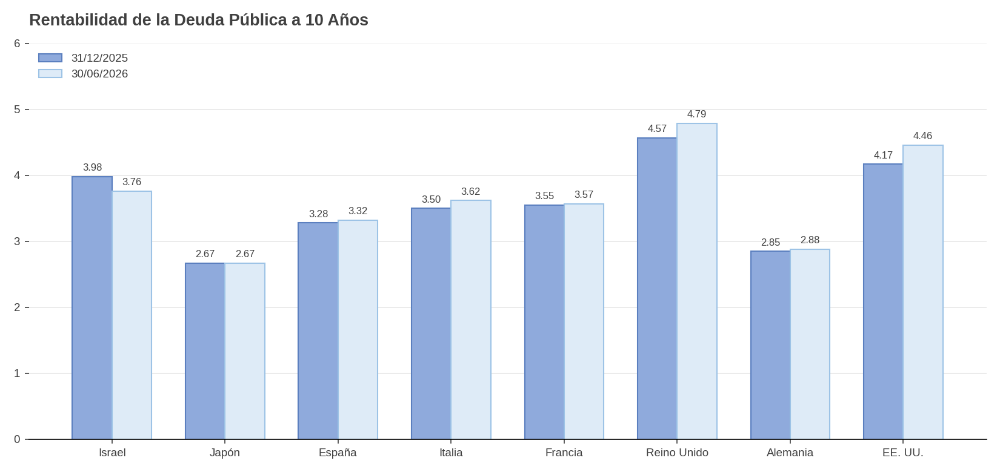 Rentabilidad de la Deuda Pública a 10 Años
6
31/12/2025
30/06/2026
5
4
3
2
1
0
3.98
3.76
2.67
2.67
3.28
3.32
3.50
3.62
3.55
3.57
4.57
4.79
2.85
2.88
4.17
4.46
Israel
Japón
España
Italia
Francia
Reino Unido
Alemania
EE. UU.